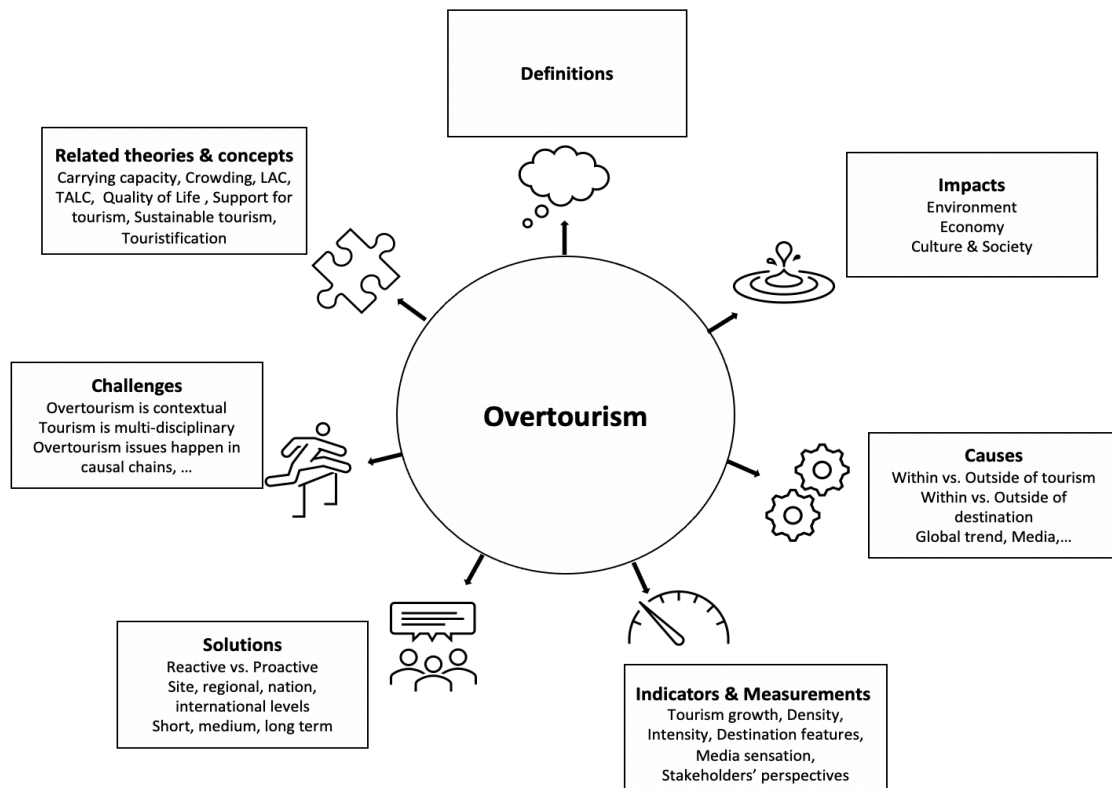 Definitions
Related theories & concepts
Carrying capacity, Crowding, LAC,
TALC, Quality of Life , Support for
tourism, Sustainable tourism,
Touristification
Impacts
Environment
Economy
Culture & Society
Challenges
Overtourism is contextual
Tourism is multi-disciplinary
Overtourism issues happen in
causal chains, ...
Overtourism
Causes
Within vs. Outside of tourism
Within vs. Outside of
destination
Global trend, Media,...
Solutions
Reactive vs. Proactive
Site, regional, nation,
international levels
Short, medium, long term
Indicators & Measurements
Tourism growth, Density,
Intensity, Destination features,
Media sensation,
Stakeholders’ perspectives